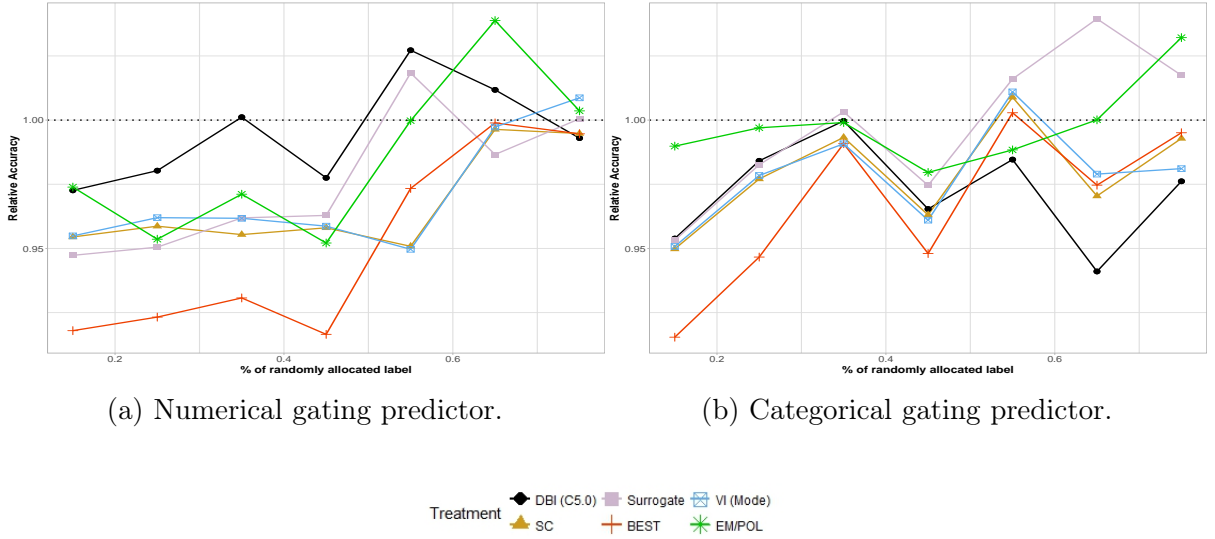 1.00
0.95
Relative Accuracy
0.2
0.4
0.6
% of randomly allocated label
(a) Numerical gating predictor.
1.00
0.95
Relative Accuracy
0.2
0.4
0.6
% of randomly allocated label
(b) Categorical gating predictor.
Treatment
DBI (C5.0) Surrogate VI (Mode)
SC BEST EM/POL